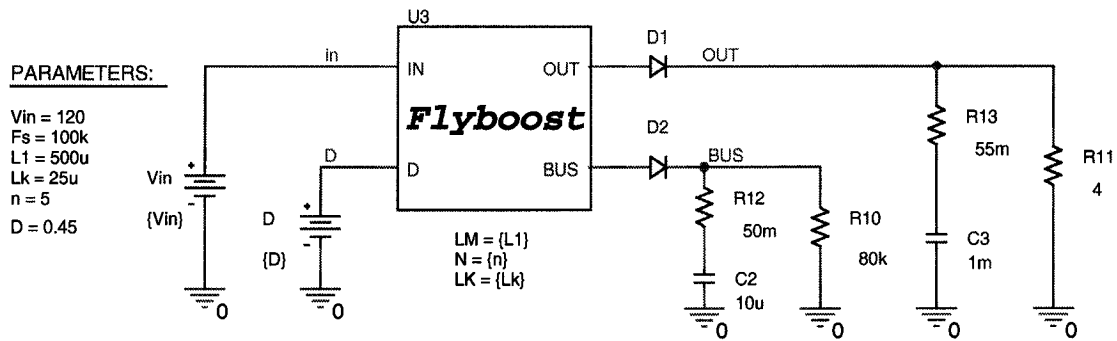 PARAMETERS:
Vin = 120
Fs = 100k
L1 = 500u
Lk = 25u
n = 5
D = 0.45
in
Vin
{Vin}
+
-
0
D
D
{D}
+
-
0
U3
IN
OUT
Flyboost
D
BUS
LM = {L1}
N = {n}
LK = {Lk}
D1
OUT
D2
BUS
R12
50m
C2
10u
0
R10
80k
0
R13
55m
C3
1m
0
R11
4
0